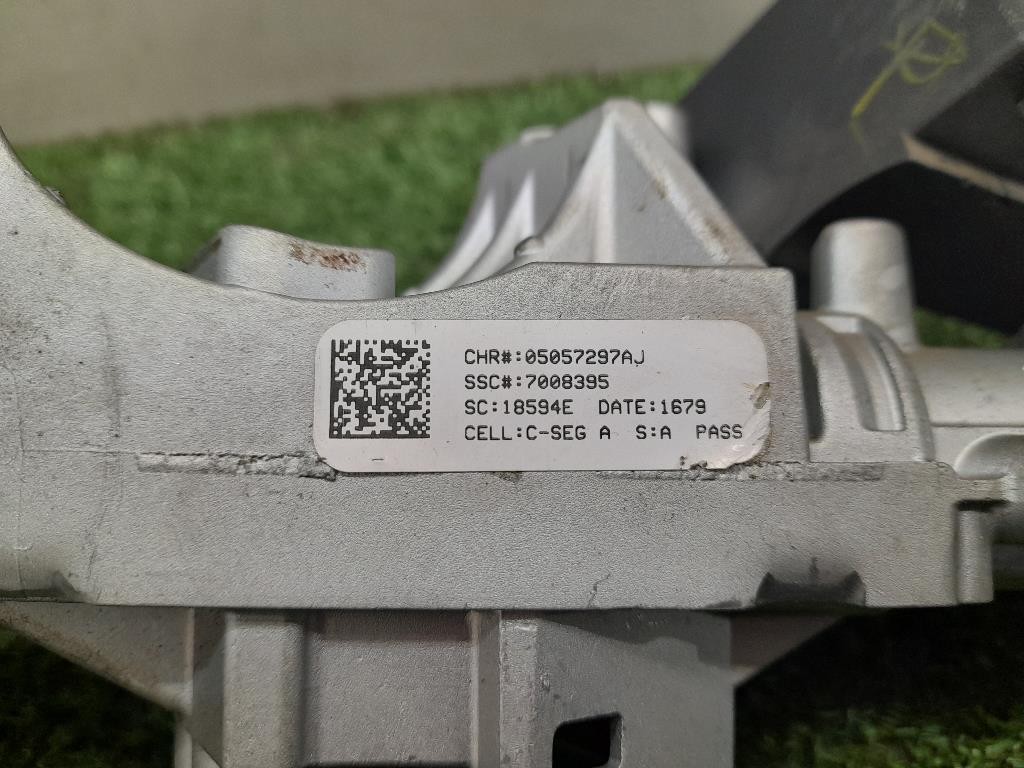 CHR#:05057297AJ
SSC#:7008395
SC:18594E DATE:1679
CELL:C-SEG A S:A PASS